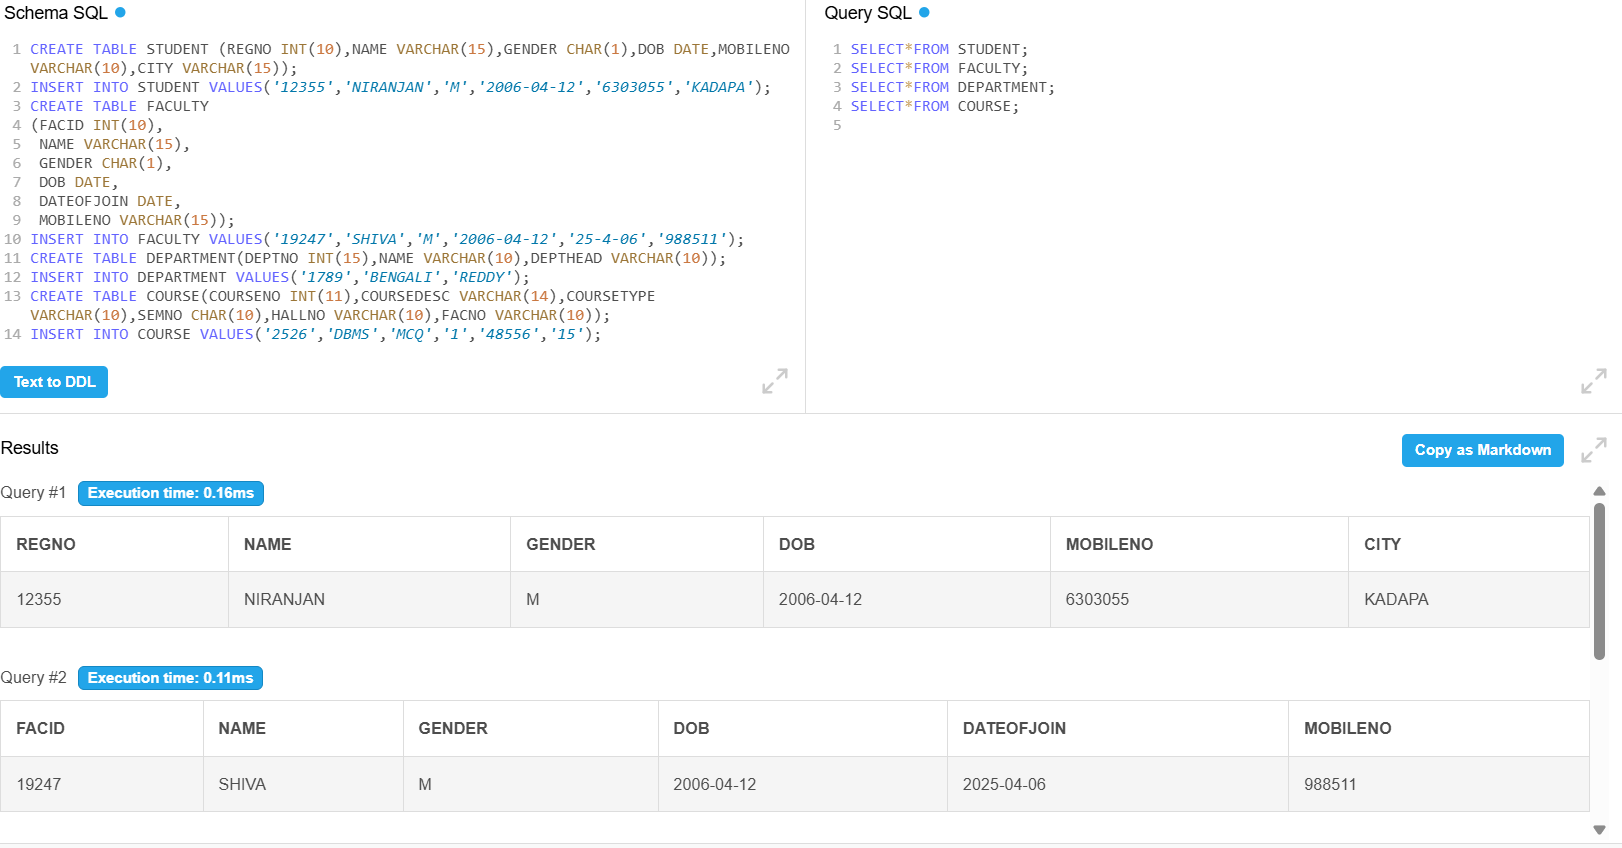 Schema SQL
1 CREATE TABLE STUDENT (REGNO INT(10),NAME VARCHAR(15),GENDER CHAR(1),DOB DATE,MOBILENO
VARCHAR(10),CITY VARCHAR(15));
2 INSERT INTO STUDENT VALUES('12355','NIRANJAN','M','2006-04-12','6303055','KADAPA');
3 CREATE TABLE FACULTY
4 (FACID INT(10),
5 NAME VARCHAR(15),
6 GENDER CHAR(1),
7 DOB DATE,
8 DATEOFJOIN DATE,
9 MOBILENO VARCHAR(15));
10 INSERT INTO FACULTY VALUES('19247','SHIVA','M','2006-04-12','25-4-06','988511');
11 CREATE TABLE DEPARTMENT(DEPTNO INT(15),NAME VARCHAR(10),DEPTHEAD VARCHAR(10));
12 INSERT INTO DEPARTMENT VALUES('1789','BENGALI','REDDY');
13 CREATE TABLE COURSE(COURSENO INT(11),COURSEDESC VARCHAR(14),COURSETYPE
VARCHAR(10),SEMNO CHAR(10),HALLNO VARCHAR(10),FACNO VARCHAR(10));
14 INSERT INTO COURSE VALUES('2526','DBMS','MCQ','1','48556','15');
Text to DDL
Query SQL
1 SELECT*FROM STUDENT;
2 SELECT*FROM FACULTY;
3 SELECT*FROM DEPARTMENT;
4 SELECT*FROM COURSE;
5
Results
Copy as Markdown
Query #1 Execution time: 0.16ms
REGNO NAME GENDER DOB MOBILENO CITY
12355 NIRANJAN M 2006-04-12 6303055 KADAPA
Query #2 Execution time: 0.11ms
FACID NAME GENDER DOB DATEOFJOIN MOBILENO
19247 SHIVA M 2006-04-12 2025-04-06 988511